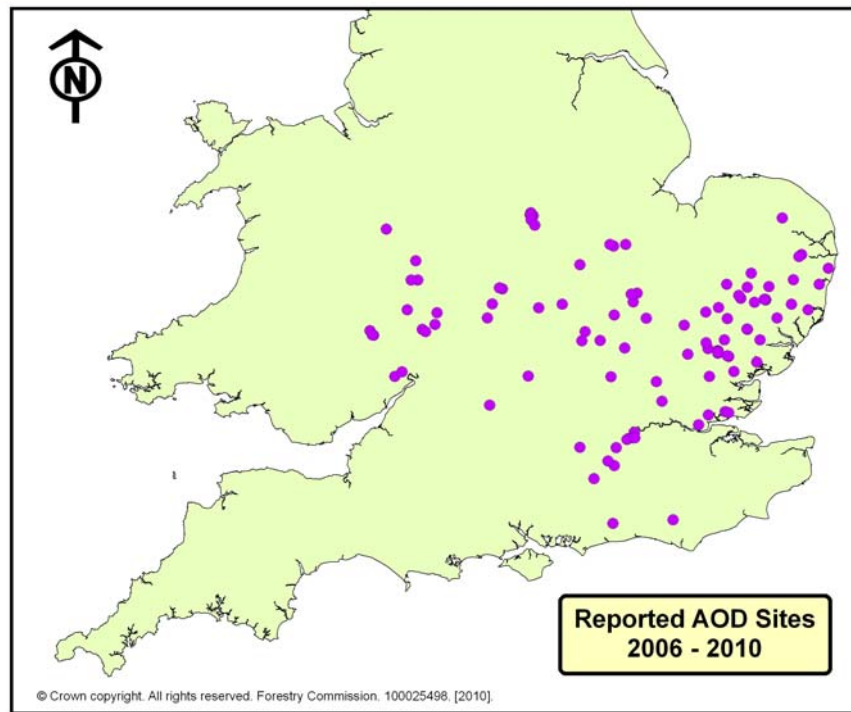 N
Reported AOD Sites
2006 - 2010
© Crown copyright. All rights reserved. Forestry Commission. 100025498. [2010].